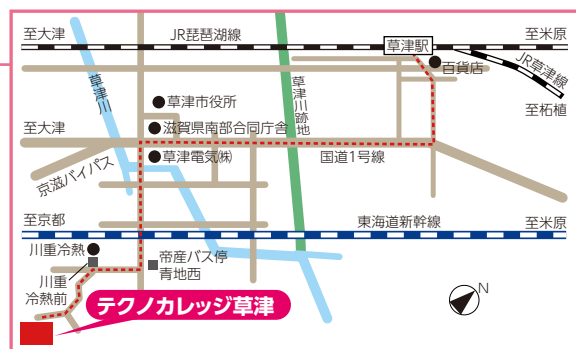 至大津
JR琵琶湖線
草津駅
至米原
百貨店
JR草津線
至柘植
草津川
草津市役所
草津川跡地
滋賀県南部合同庁舎
至大津
草津電気㈱
国道1号線
京滋バイパス
至京都
東海道新幹線
至米原
川重冷熱
帝産バス停
青地西
川重
冷熱前
N
テクノカレッジ草津